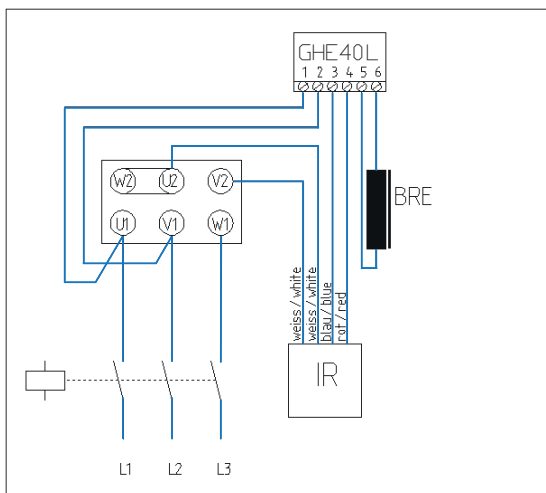 GHE40L
1 2 3 4 5 6
W2 U2 V2
U1 V1 W1
BRE
weiss/white
weiss/white
blau/blue
rot/red
IR
L1 L2 L3